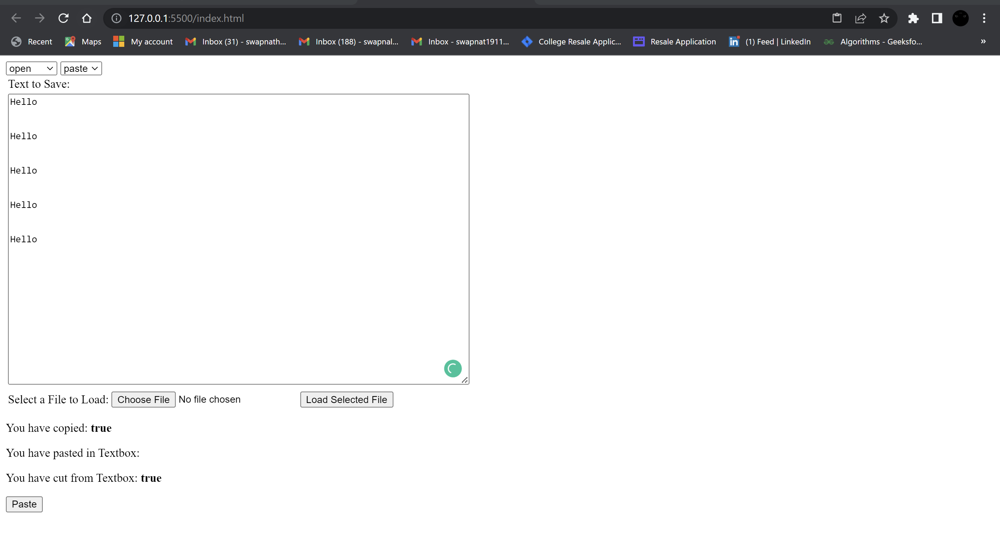 127.0.0.1:5500/index.html
Recent Maps My account Inbox (31) - swapnath... Inbox (188) - swapnal... Inbox - swapnat1911... College Resale Applic... Resale Application (1) Feed | LinkedIn Algorithms - Geeksfo... »
open paste
Text to Save:
Hello
Hello
Hello
Hello
Hello
Select a File to Load: Choose File No file chosen Load Selected File
You have copied: true
You have pasted in Textbox:
You have cut from Textbox: true
Paste